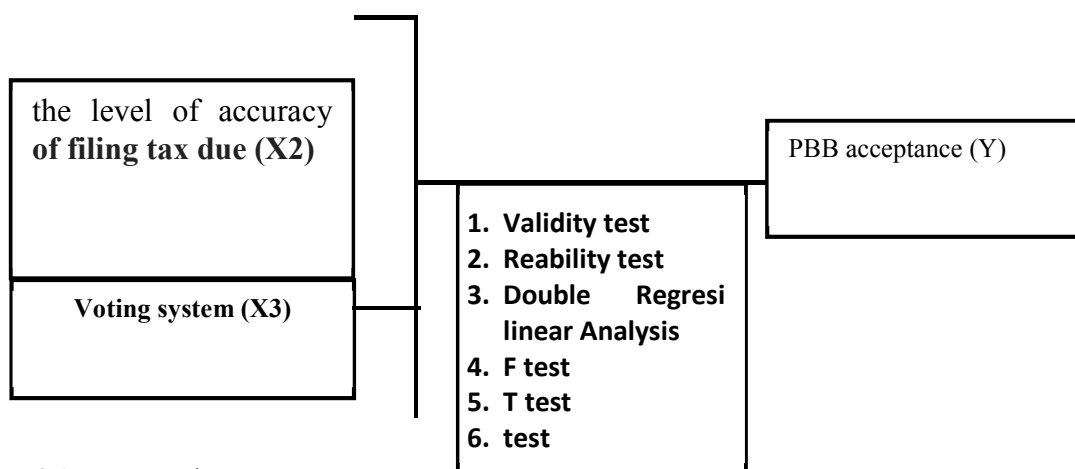 the level of accuracy
of filing tax due (X2)
Voting system (X3)
PBB acceptance (Y)
1. Validity test
2. Reability test
3. Double Regresi
linear Analysis
4. F test
5. T test
6. test